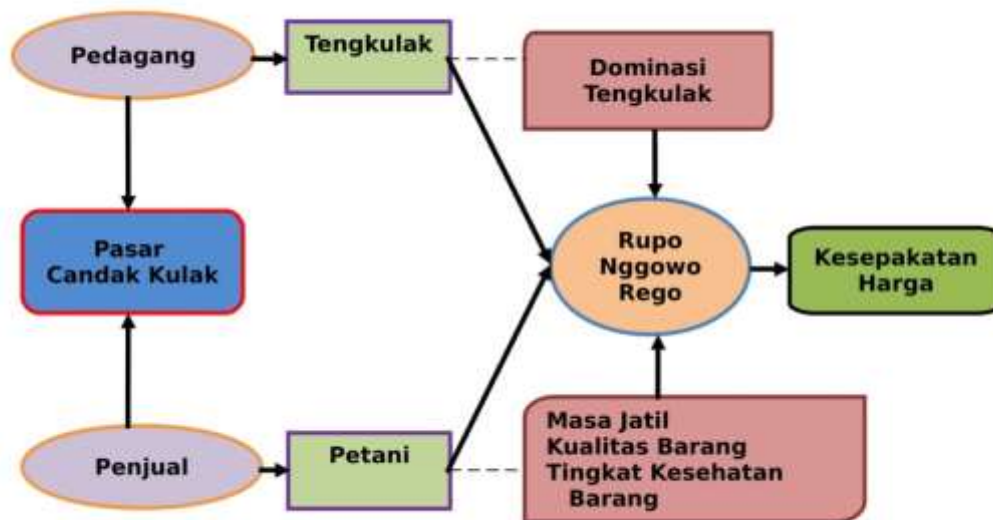 Pedagang
Tengkulak
Dominasi
Tengkulak
Pasar
Candak Kulak
Rupo
Nggowo
Rego
Kesepakatan
Harga
Penjual
Petani
Masa Jatil
Kualitas Barang
Tingkat Kesehatan
Barang